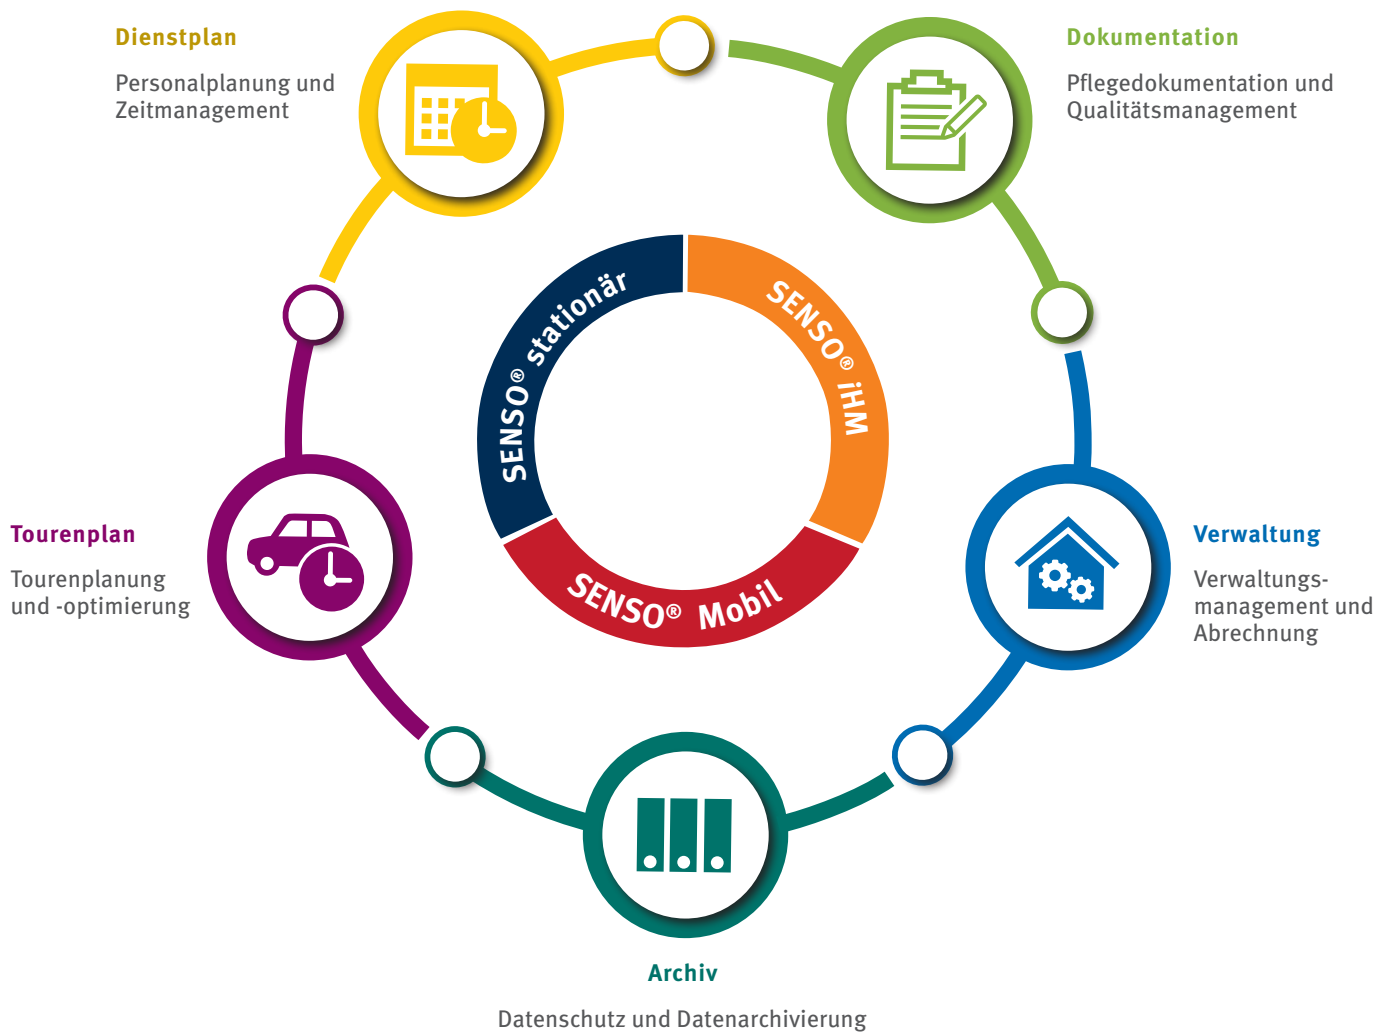 Dienstplan
Personalplanung und
Zeitmanagement
Dokumentation
Pflegedokumentation und
Qualitätsmanagement
SENSO® stationär
SENSO® iHM
SENSO® Mobil
Tourenplan
Tourenplanung
und -optimierung
Verwaltung
Verwaltungs-
management und
Abrechnung
Archiv
Datenschutz und Datenarchivierung